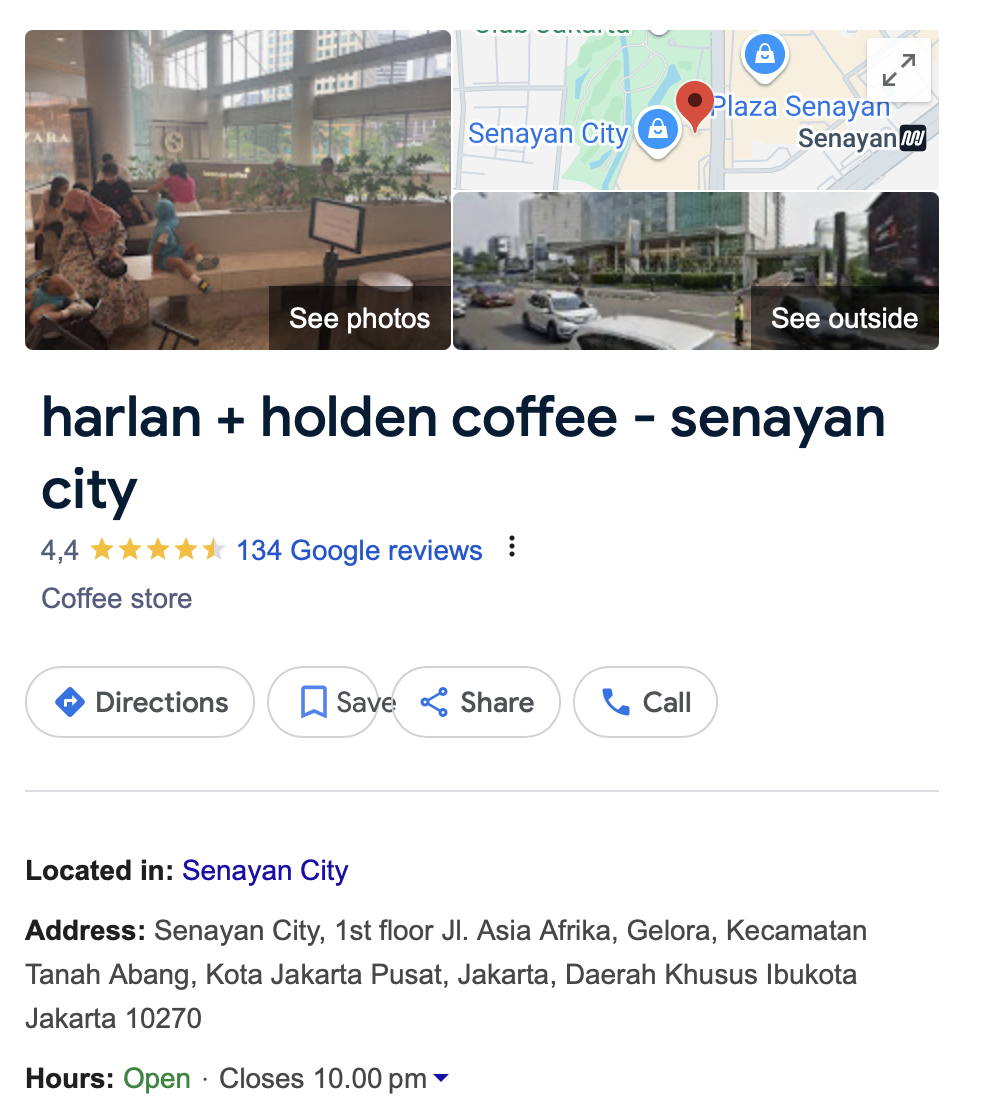 Club Jakarta
Plaza Senayan
Senayan City
Senayan
ZARA
harlan + holden coffee
See photos
See outside
harlan + holden coffee - senayan
city
4,4 134 Google reviews
Coffee store
Directions Save Share Call
Located in: Senayan City
Address: Senayan City, 1st floor Jl. Asia Afrika, Gelora, Kecamatan
Tanah Abang, Kota Jakarta Pusat, Jakarta, Daerah Khusus Ibukota
Jakarta 10270
Hours: Open · Closes 10.00 pm